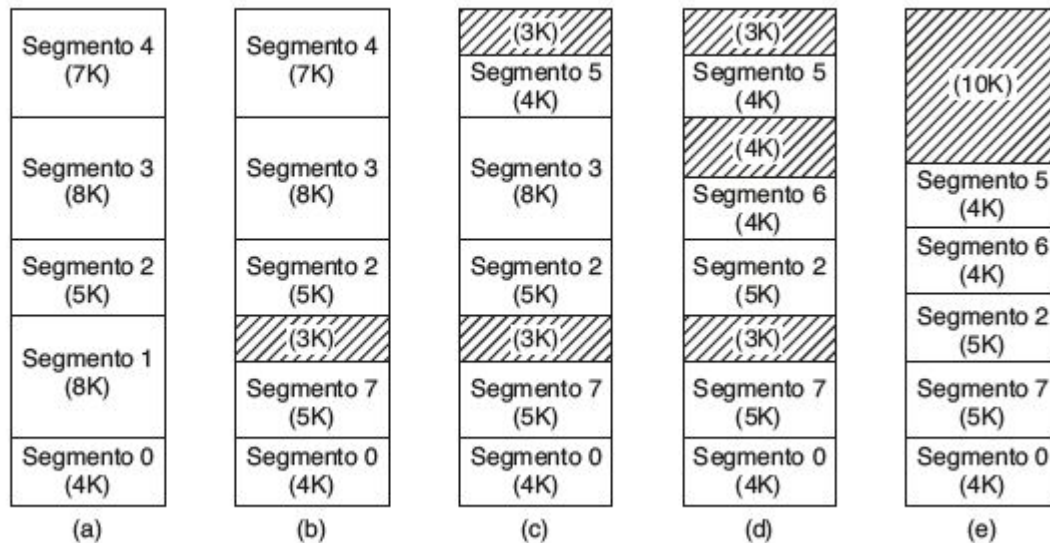 Segmento 4
(7K)
Segmento 3
(8K)
Segmento 2
(5K)
Segmento 1
(8K)
Segmento 0
(4K)
(a)
Segmento 4
(7K)
Segmento 3
(8K)
Segmento 2
(5K)
(3K)
Segmento 7
(5K)
Segmento 0
(4K)
(b)
(3K)
Segmento 5
(4K)
Segmento 3
(8K)
Segmento 2
(5K)
(3K)
Segmento 7
(5K)
Segmento 0
(4K)
(c)
(3K)
Segmento 5
(4K)
(4K)
Segmento 6
(4K)
Segmento 2
(5K)
(3K)
Segmento 7
(5K)
Segmento 0
(4K)
(d)
(10K)
Segmento 5
(4K)
Segmento 6
(4K)
Segmento 2
(5K)
Segmento 7
(5K)
Segmento 0
(4K)
(e)